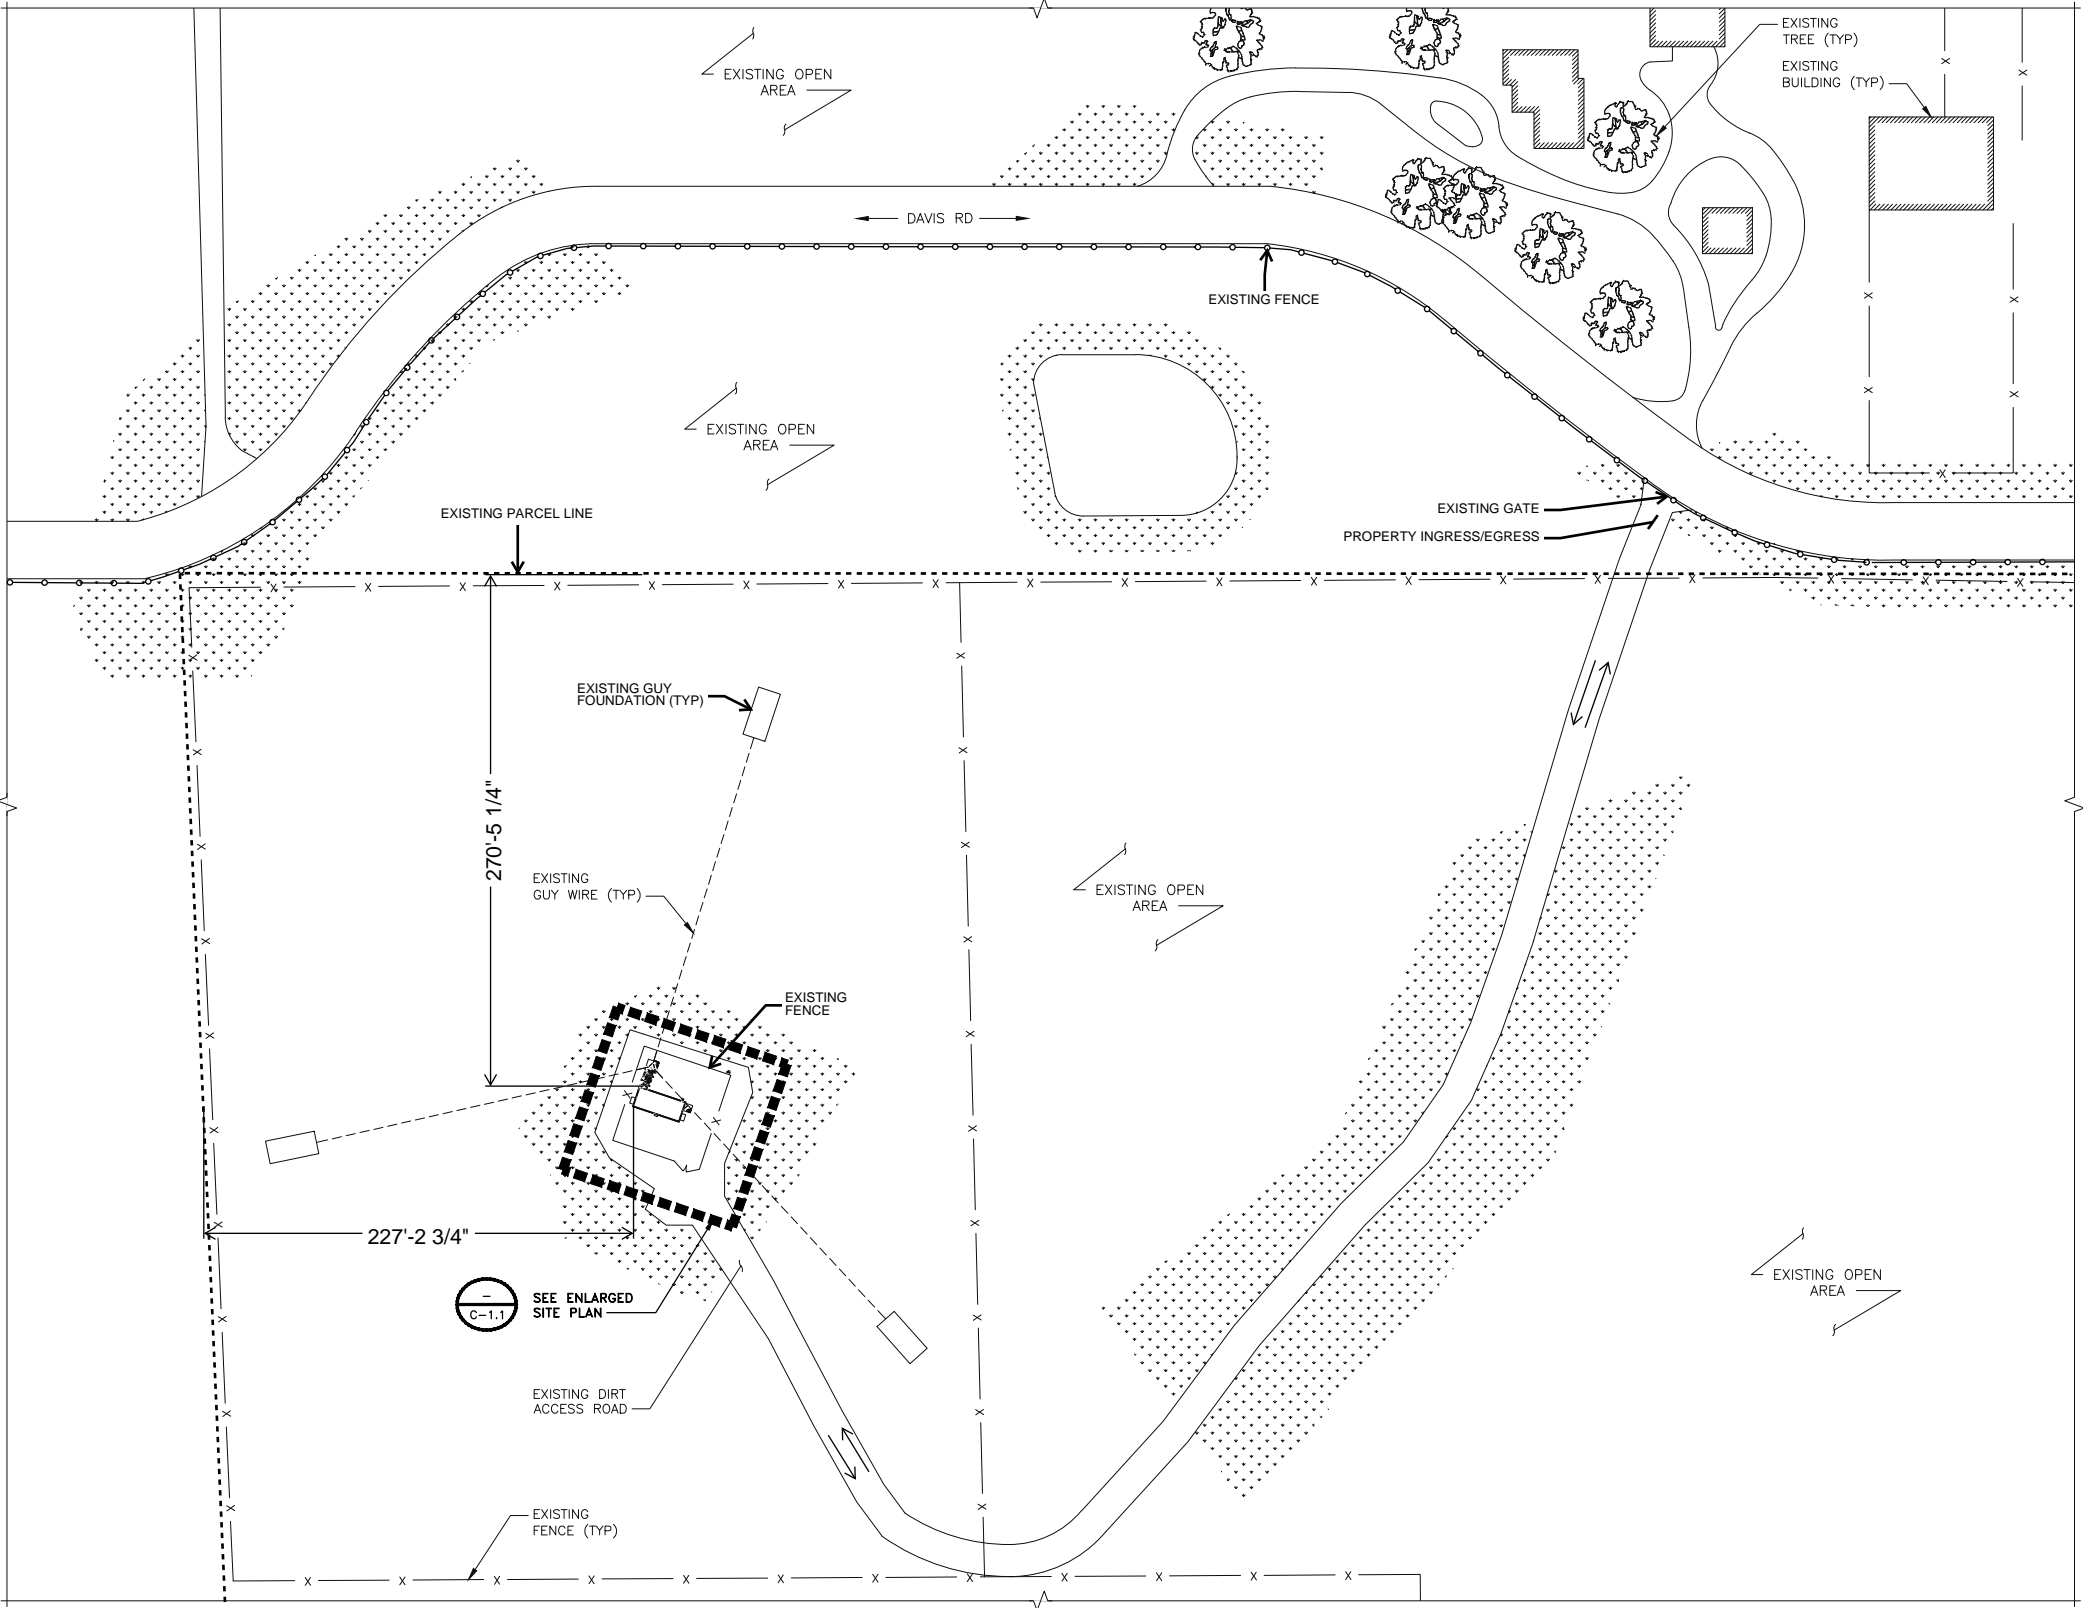 EXISTING
TREE (TYP)
EXISTING
BUILDING (TYP)
EXISTING OPEN
AREA
DAVIS RD
EXISTING FENCE
EXISTING OPEN
AREA
EXISTING PARCEL LINE
EXISTING GATE
PROPERTY INGRESS/EGRESS
EXISTING GUY
FOUNDATION (TYP)
270'-5 1/4"
EXISTING
GUY WIRE (TYP)
EXISTING OPEN
AREA
EXISTING
FENCE
227'-2 3/4"
–
C-1.1
SEE ENLARGED
SITE PLAN
EXISTING OPEN
AREA
EXISTING DIRT
ACCESS ROAD
EXISTING
FENCE (TYP)